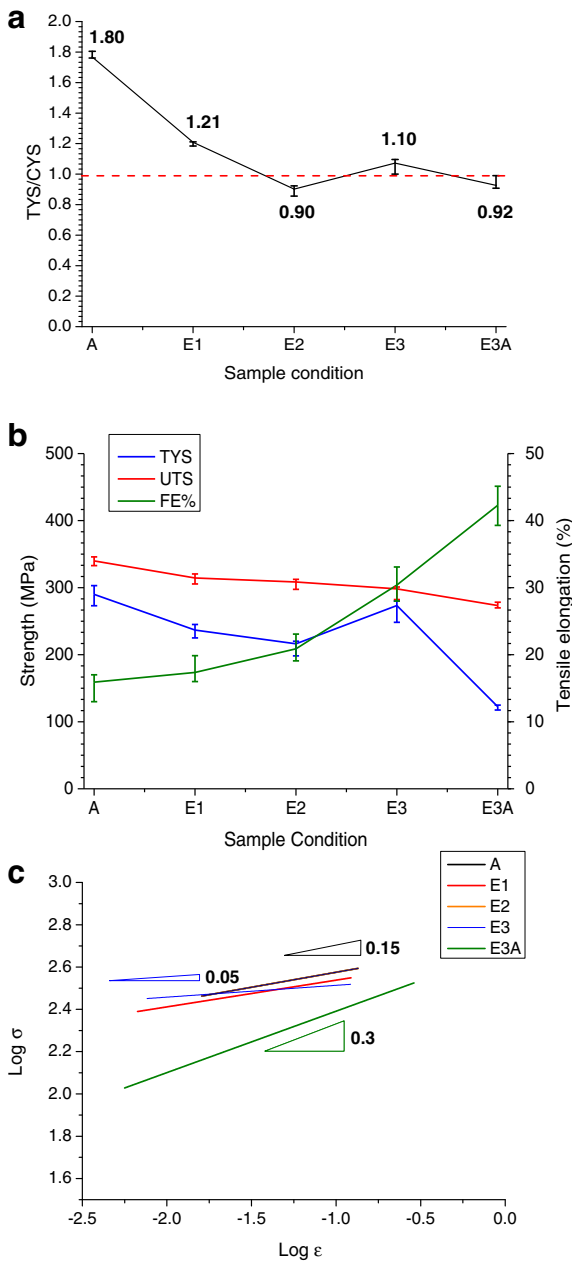 a
2.0
1.8
1.6
1.4
1.2
1.0
0.8
0.6
0.4
0.2
0.0
TYS/CYS
1.80
1.21
0.90
1.10
0.92
A E1 E2 E3 E3A
Sample condition
b
TYS
UTS
FE%
500
400
300
200
100
0
Strength (MPa)
50
40
30
20
10
0
Tensile elongation (%)
A E1 E2 E3 E3A
Sample Condition
c
A
E1
E2
E3
E3A
3.0
2.8
2.6
2.4
2.2
2.0
1.8
1.6
Log σ
0.15
0.05
0.3
-2.5 -2.0 -1.5 -1.0 -0.5 0.0
Log ε